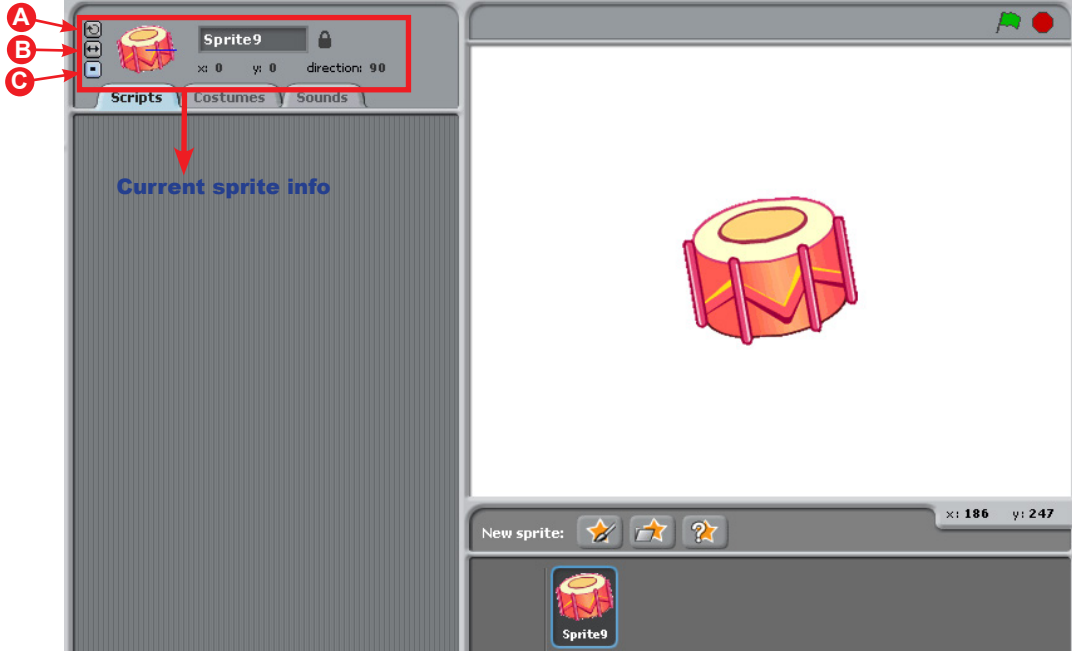 A
B
C
Sprite9
x: 0 y: 0 direction: 90
Scripts Costumes Sounds
Current sprite info
x: 186 y: 247
New sprite:
Sprite9